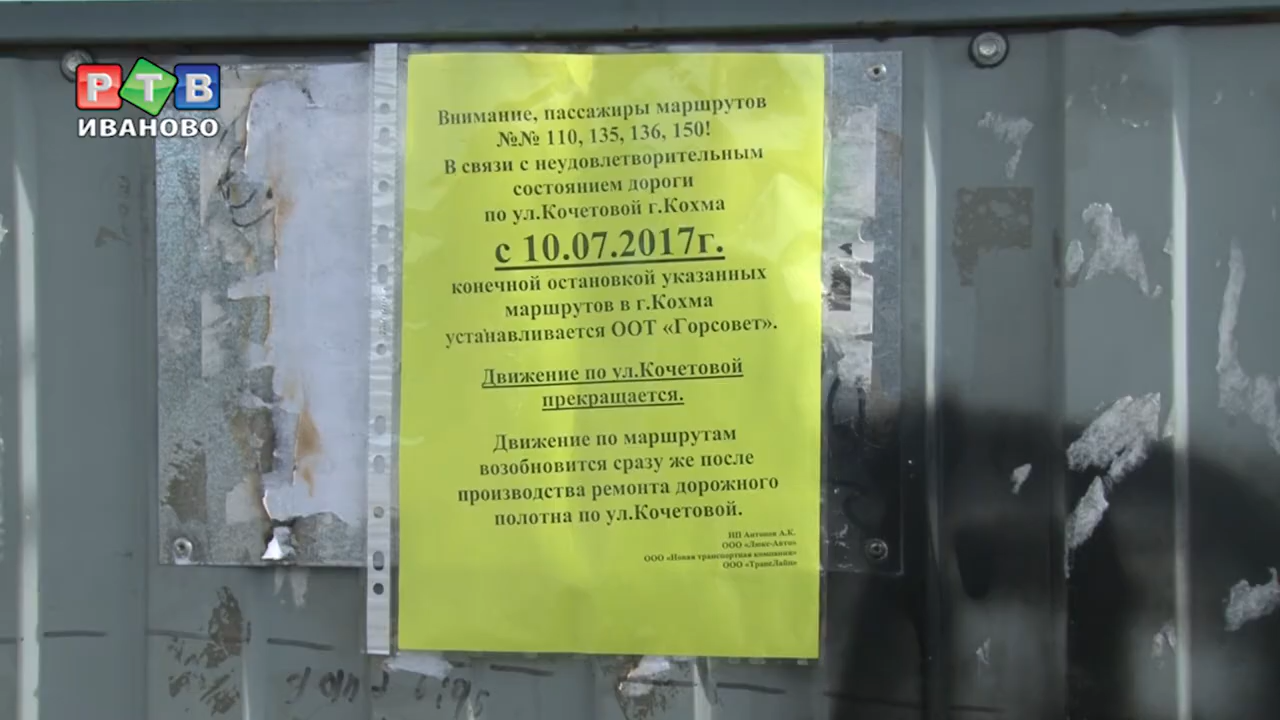 РТВ
ИВАНОВО
Внимание, пассажиры маршрутов
№№ 110, 135, 136, 150!
В связи с неудовлетворительным
состоянием дороги
по ул.Кочетовой г.Кохма
с 10.07.2017г.
конечной остановкой указанных
маршрутов в г.Кохма
устанавливается ООТ «Горсовет».
Движение по ул.Кочетовой
прекращается.
Движение по маршрутам
возобновится сразу же после
производства ремонта дорожного
полотна по ул.Кочетовой.
ИП Антонов А.К.
ООО «Люкс-Авто»
ООО «Новая транспортная компания»
ООО «ТрансЛайн»